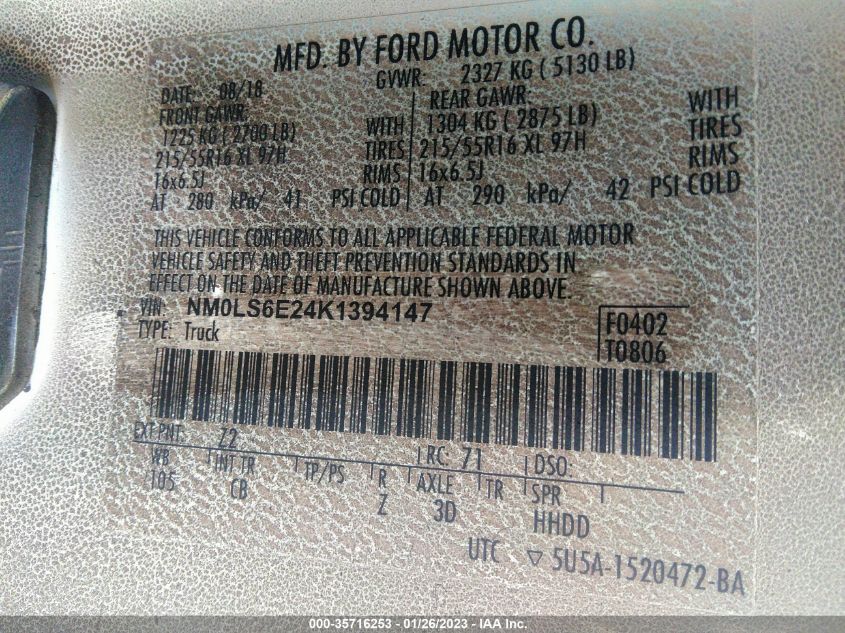 MFD. BY FORD MOTOR CO.
DATE: 08/18 GVWR: 2327 KG ( 5130 LB)
FRONT GAWR: REAR GAWR:
1225 KG ( 2700 LB) WITH 1304 KG ( 2875 LB) WITH
215/55R16 XL 97H TIRES 215/55R16 XL 97H TIRES
16x6.5J RIMS 16x6.5J RIMS
AT 280 kPa/ 41 PSI COLD AT 290 kPa/ 42 PSI COLD
THIS VEHICLE CONFORMS TO ALL APPLICABLE FEDERAL MOTOR
VEHICLE SAFETY AND THEFT PREVENTION STANDARDS IN
EFFECT ON THE DATE OF MANUFACTURE SHOWN ABOVE.
VIN: NM0LS6E24K1394147 F0402
TYPE: Truck T0806
EXT PNT: Z2 RC: 71 DSO:
WB INT TR TP/PS R AXLE TR SPR
105 CB Z 3D HHDD
UTC ▽ 5U5A-1520472-BA
000-35716253 - 01/26/2023 - IAA Inc.